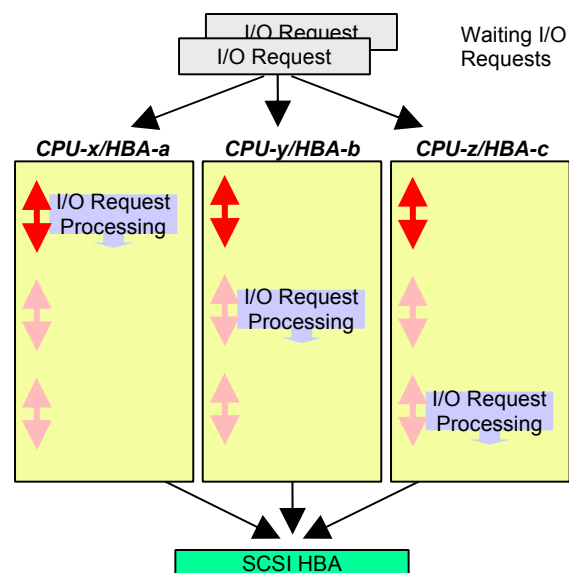 I/O Request
I/O Request
Waiting I/O
Requests
CPU-x/HBA-a
CPU-y/HBA-b
CPU-z/HBA-c
I/O Request
Processing
I/O Request
Processing
I/O Request
Processing
SCSI HBA